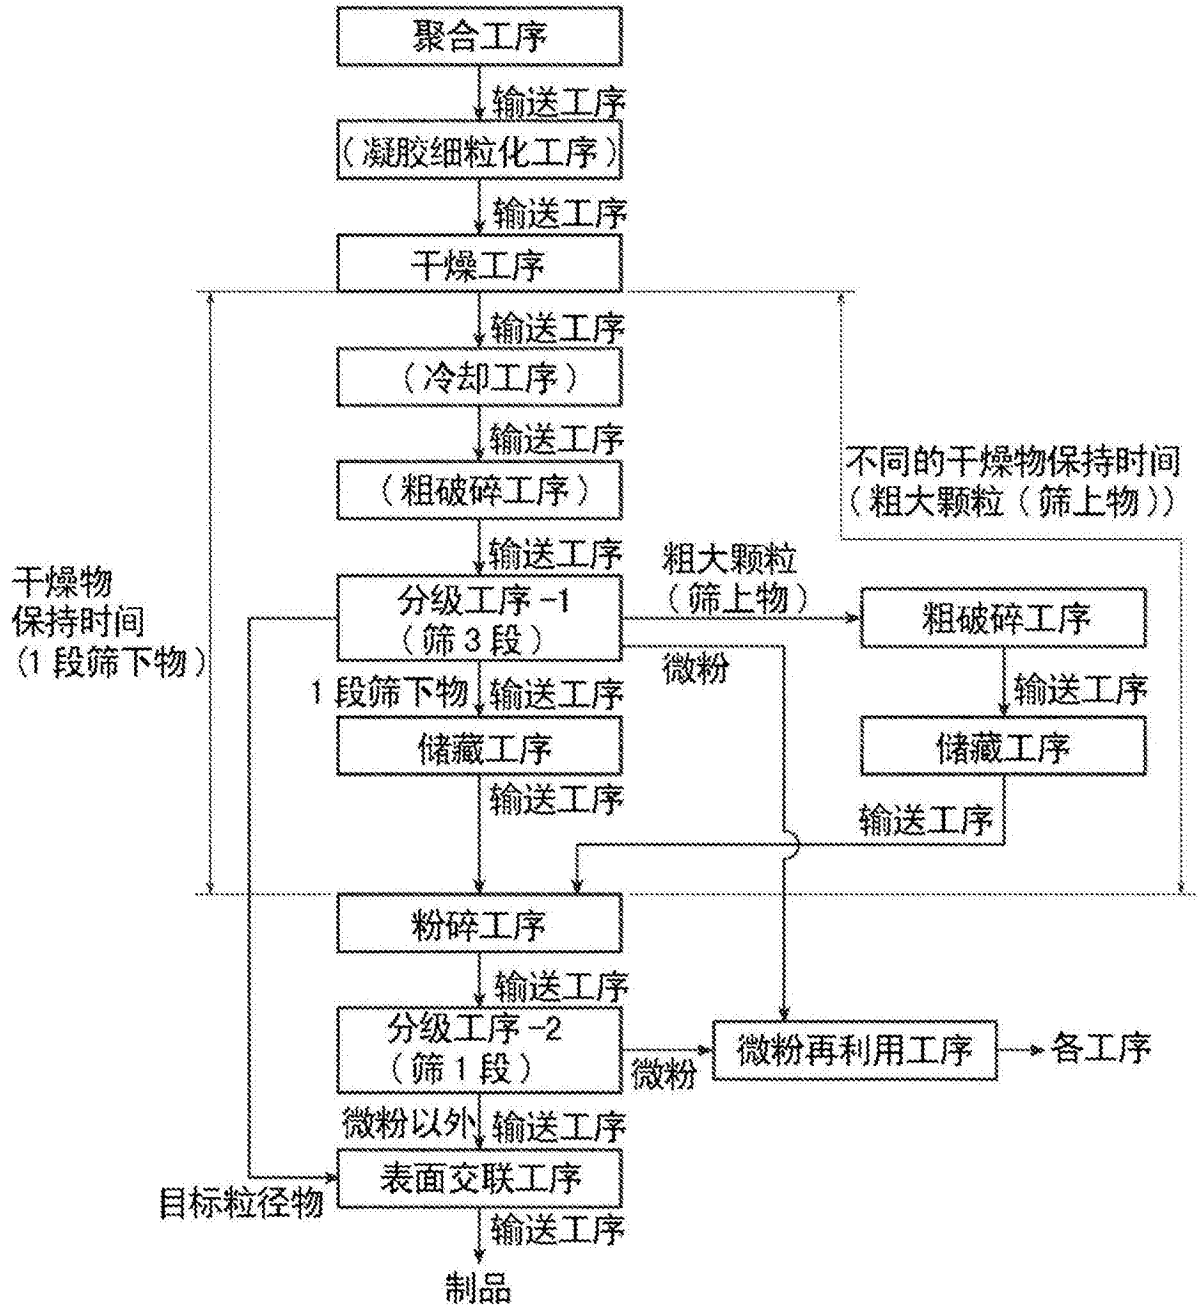 聚合工序
输送工序
(凝胶细粒化工序)
输送工序
干燥工序
输送工序
(冷却工序)
输送工序
(粗破碎工序)
输送工序
不同的干燥物保持时间
(粗大颗粒(筛上物))
干燥物
保持时间
(1段筛下物)
分级工序-1
(筛3段)
粗大颗粒
(筛上物)
微粉
粗破碎工序
输送工序
1段筛下物
输送工序
储藏工序
储藏工序
输送工序
输送工序
粉碎工序
输送工序
分级工序-2
(筛1段)
微粉
微粉再利用工序
各工序
微粉以外
输送工序
表面交联工序
目标粒径物
输送工序
制品